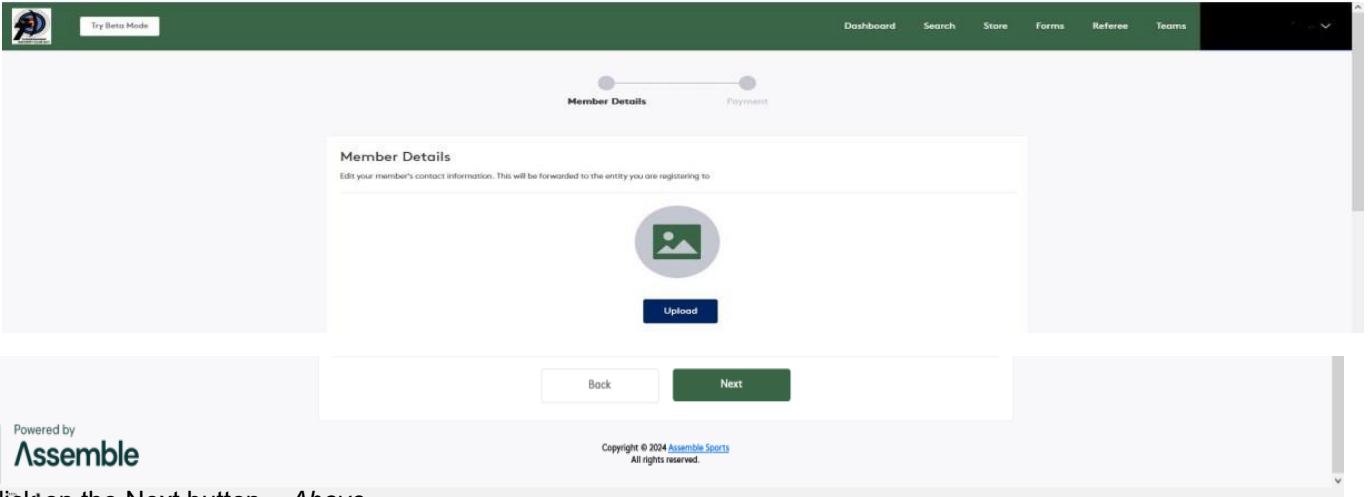 Try Beta Mode
Dashboard Search Store Forms Referee Teams
Member Details Payment
Member Details
Edit your member's contact information. This will be forwarded to the entity you are registering to
Upload
Back Next
Powered by
Assemble
Copyright © 2024 Assemble Sports
All rights reserved.
on the Next button – Above